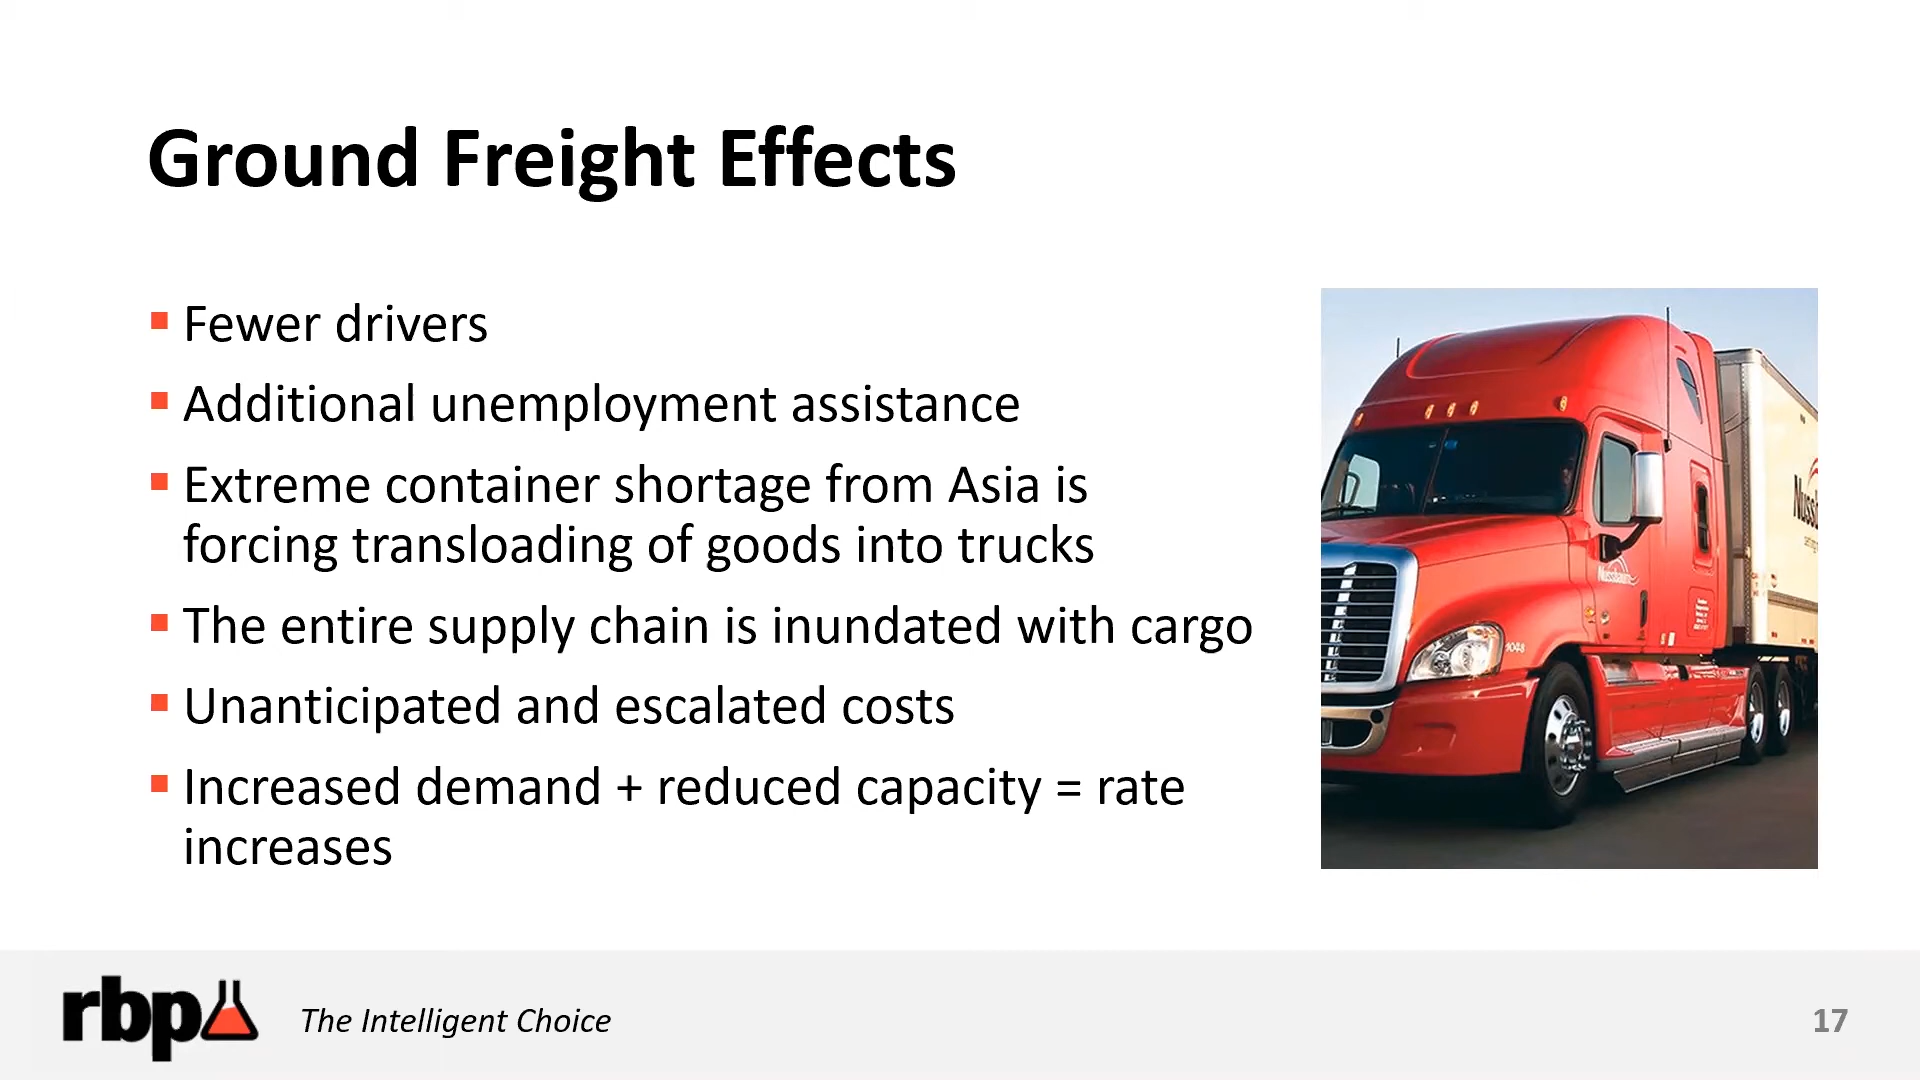 Ground Freight Effects
Fewer drivers
Additional unemployment assistance
Extreme container shortage from Asia is
forcing transloading of goods into trucks
The entire supply chain is inundated with cargo
Unanticipated and escalated costs
Increased demand + reduced capacity = rate
increases
rbp
The Intelligent Choice
17